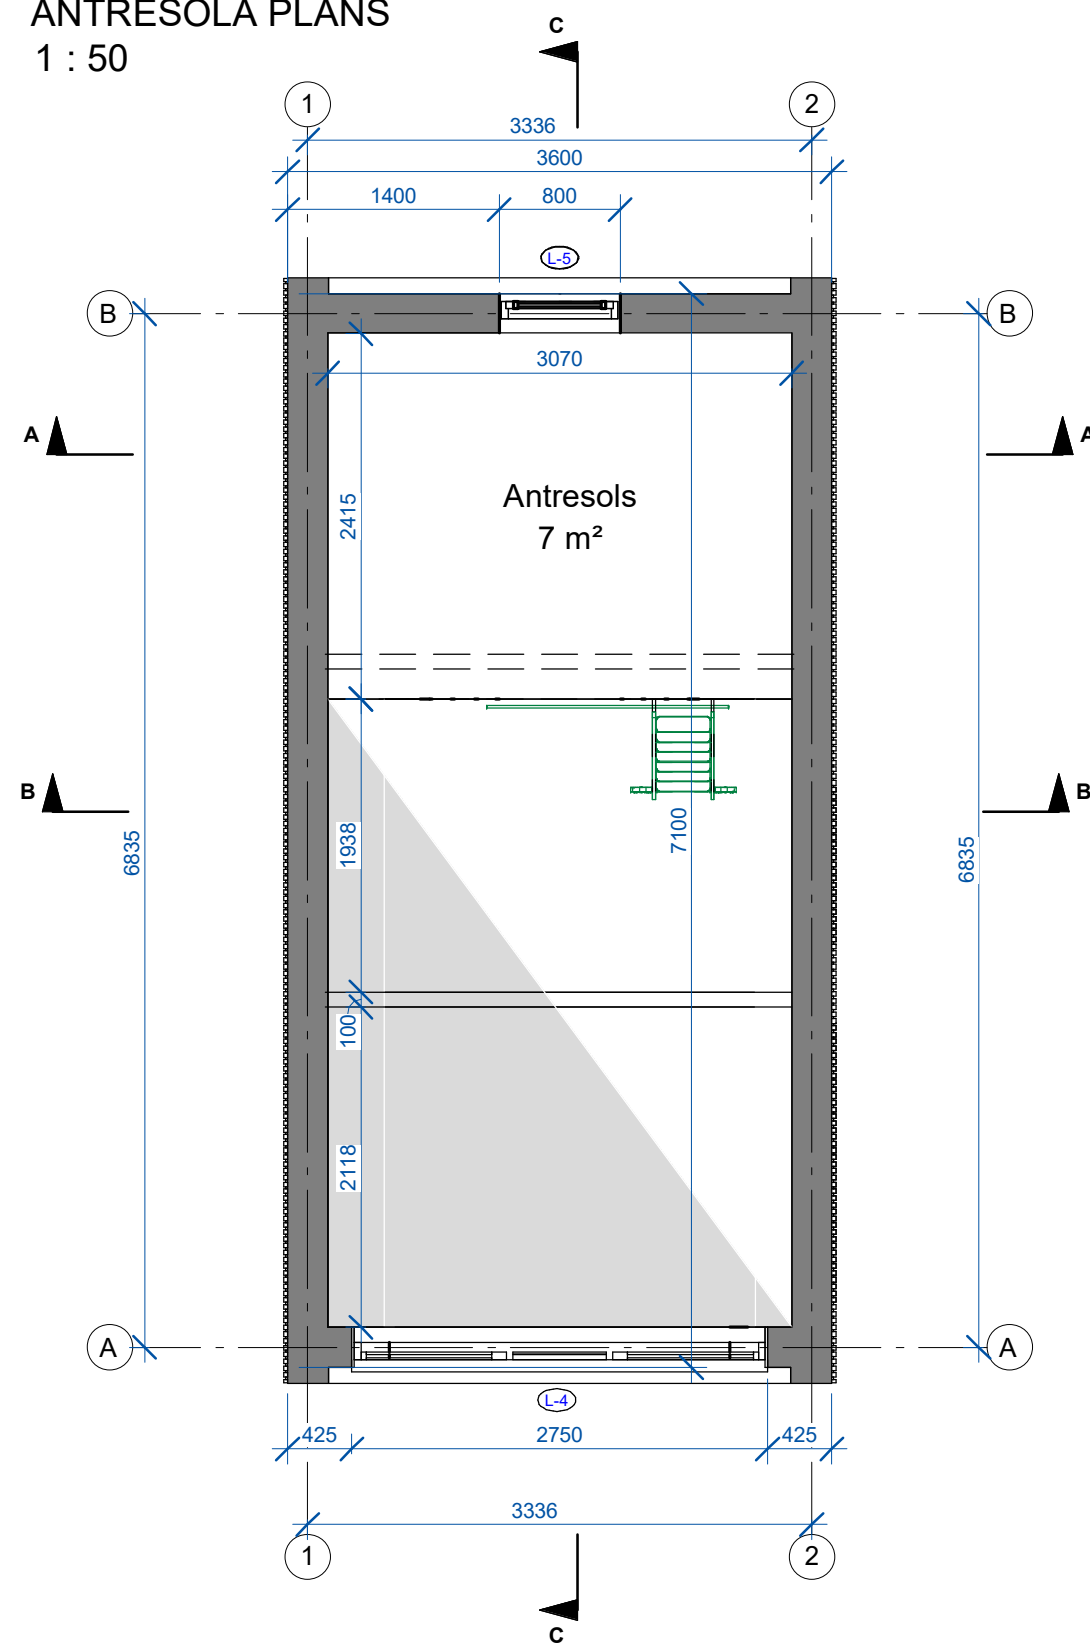 ANTRESOLA PLANS
1 : 50
C
1
2
3336
3600
1400
800
L-5
B
B
3070
A
A
2415
Antresols
7 m²
B
B
6835
1938
7100
6835
100
2118
A
A
L-4
425
2750
425
3336
1
2
C